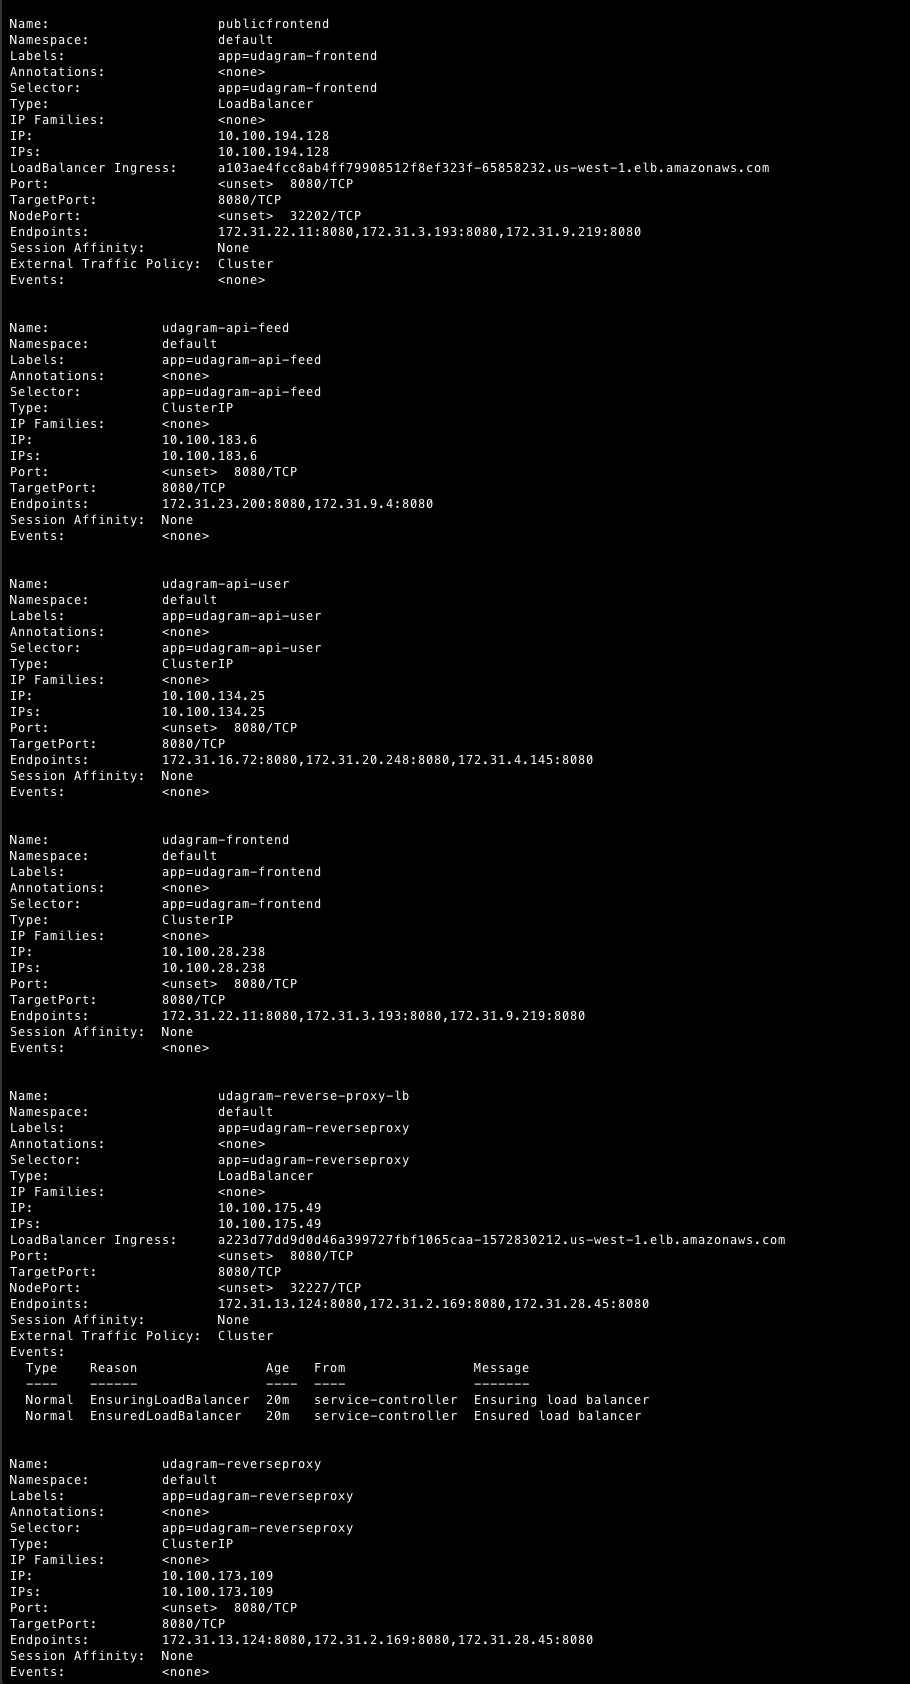 Name:                     publicfrontend
Namespace:                default
Labels:                   app=udagram-frontend
Annotations:              <none>
Selector:                 app=udagram-frontend
Type:                     LoadBalancer
IP Families:              <none>
IP:                       10.100.194.128
IPs:                      10.100.194.128
LoadBalancer Ingress:     a103ae4fcc8ab4ff79908512f8ef323f-65858232.us-west-1.elb.amazonaws.com
Port:                     <unset>  8080/TCP
TargetPort:               8080/TCP
NodePort:                 <unset>  32202/TCP
Endpoints:                172.31.22.11:8080,172.31.3.193:8080,172.31.9.219:8080
Session Affinity:         None
External Traffic Policy:  Cluster
Events:                   <none>
Name:              udagram-api-feed
Namespace:         default
Labels:            app=udagram-api-feed
Annotations:       <none>
Selector:          app=udagram-api-feed
Type:              ClusterIP
IP Families:       <none>
IP:                10.100.183.6
IPs:               10.100.183.6
Port:              <unset>  8080/TCP
TargetPort:        8080/TCP
Endpoints:         172.31.23.200:8080,172.31.9.4:8080
Session Affinity:  None
Events:            <none>
Name:              udagram-api-user
Namespace:         default
Labels:            app=udagram-api-user
Annotations:       <none>
Selector:          app=udagram-api-user
Type:              ClusterIP
IP Families:       <none>
IP:                10.100.134.25
IPs:               10.100.134.25
Port:              <unset>  8080/TCP
TargetPort:        8080/TCP
Endpoints:         172.31.16.72:8080,172.31.20.248:8080,172.31.4.145:8080
Session Affinity:  None
Events:            <none>
Name:              udagram-frontend
Namespace:         default
Labels:            app=udagram-frontend
Annotations:       <none>
Selector:          app=udagram-frontend
Type:              ClusterIP
IP Families:       <none>
IP:                10.100.28.238
IPs:               10.100.28.238
Port:              <unset>  8080/TCP
TargetPort:        8080/TCP
Endpoints:         172.31.22.11:8080,172.31.3.193:8080,172.31.9.219:8080
Session Affinity:  None
Events:            <none>
Name:                     udagram-reverse-proxy-lb
Namespace:                default
Labels:                   app=udagram-reverseproxy
Annotations:              <none>
Selector:                 app=udagram-reverseproxy
Type:                     LoadBalancer
IP Families:              <none>
IP:                       10.100.175.49
IPs:                      10.100.175.49
LoadBalancer Ingress:     a223d77dd9d0d46a399727fbf1065caa-1572830212.us-west-1.elb.amazonaws.com
Port:                     <unset>  8080/TCP
TargetPort:               8080/TCP
NodePort:                 <unset>  32227/TCP
Endpoints:                172.31.13.124:8080,172.31.2.169:8080,172.31.28.45:8080
Session Affinity:         None
External Traffic Policy:  Cluster
Events:
  Type    Reason                Age   From                Message
  ----    ------                ----  ----                -------
  Normal  EnsuringLoadBalancer  20m   service-controller  Ensuring load balancer
  Normal  EnsuredLoadBalancer   20m   service-controller  Ensured load balancer
Name:              udagram-reverseproxy
Namespace:         default
Labels:            app=udagram-reverseproxy
Annotations:       <none>
Selector:          app=udagram-reverseproxy
Type:              ClusterIP
IP Families:       <none>
IP:                10.100.173.109
IPs:               10.100.173.109
Port:              <unset>  8080/TCP
TargetPort:        8080/TCP
Endpoints:         172.31.13.124:8080,172.31.2.169:8080,172.31.28.45:8080
Session Affinity:  None
Events:            <none>